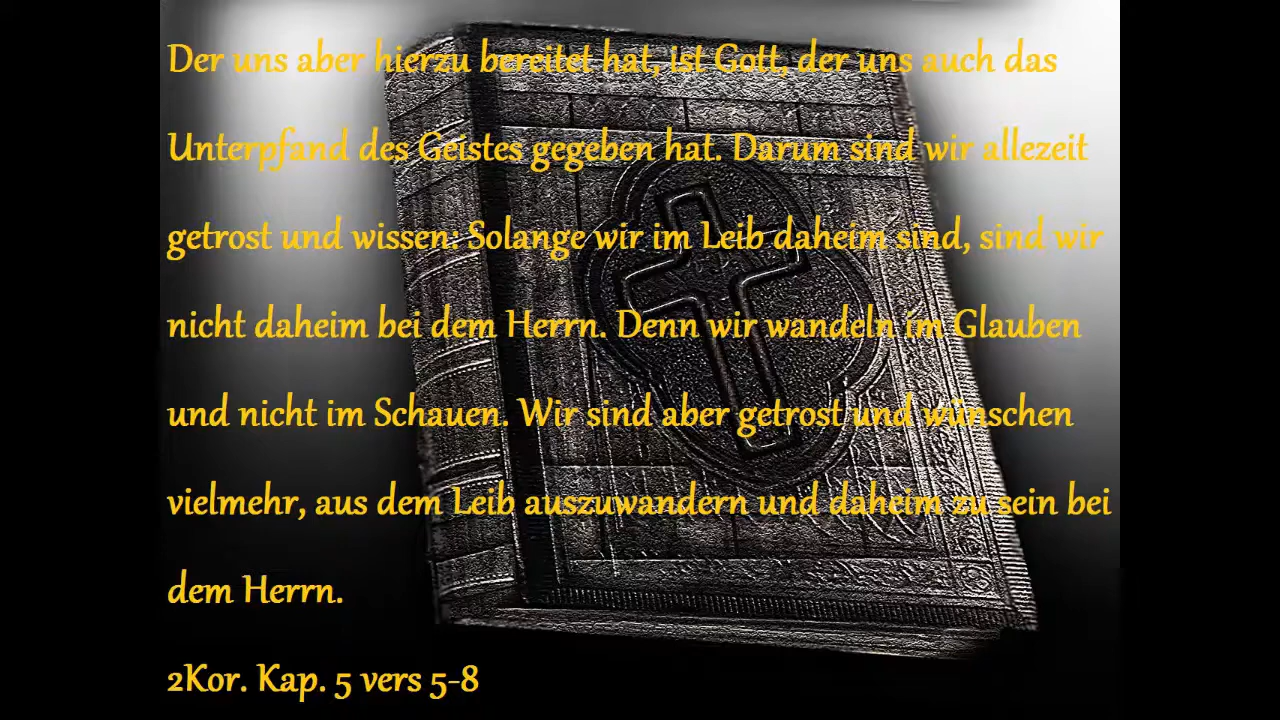 Der uns aber hierzu bereitet hat, ist Gott, der uns auch das
Unterpfand des Geistes gegeben hat. Darum sind wir allezeit
getrost und wissen: Solange wir im Leib daheim sind, sind wir
nicht daheim bei dem Herrn. Denn wir wandeln im Glauben
und nicht im Schauen. Wir sind aber getrost und wünschen
vielmehr, aus dem Leib auszuwandern und daheim zu sein bei
dem Herrn.
2Kor. Kap. 5 vers 5-8